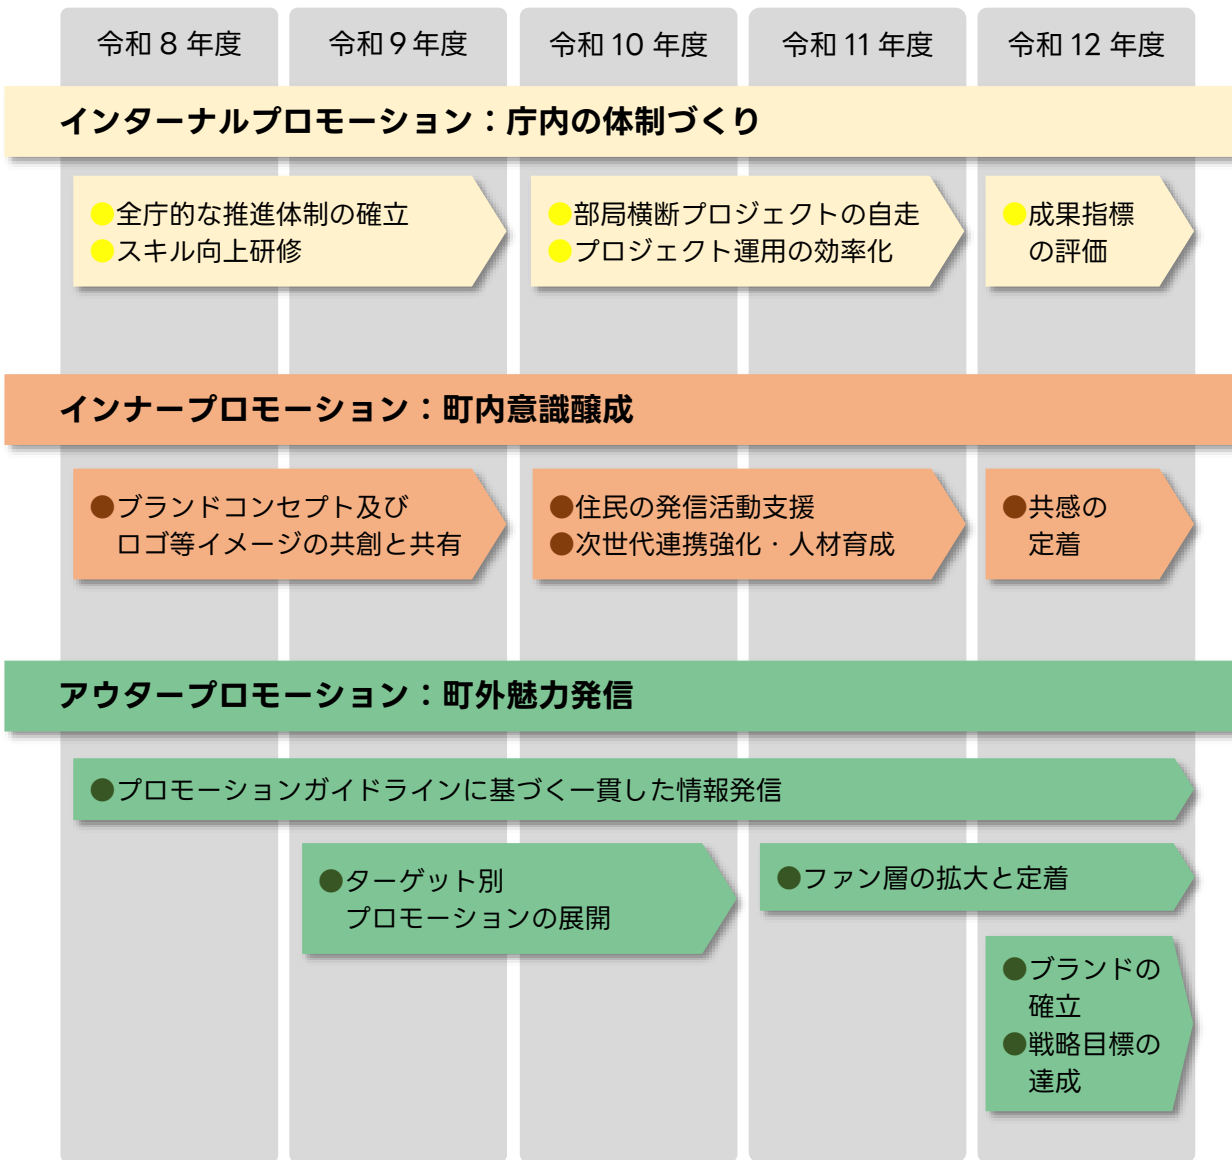 令和8年度
令和9年度
令和10年度
令和11年度
令和12年度
インターナルプロモーション：庁内の体制づくり
●全庁的な推進体制の確立
●スキル向上研修
●部局横断プロジェクトの自走
●プロジェクト運用の効率化
●成果指標
の評価
インナープロモーション：町内意識醸成
●ブランドコンセプト及び
ロゴ等イメージの共創と共有
●住民の発信活動支援
●次世代連携強化・人材育成
●共感の
定着
アウタープロモーション：町外魅力発信
●プロモーションガイドラインに基づく一貫した情報発信
●ターゲット別
プロモーションの展開
●ファン層の拡大と定着
●ブランドの
確立
●戦略目標の
達成